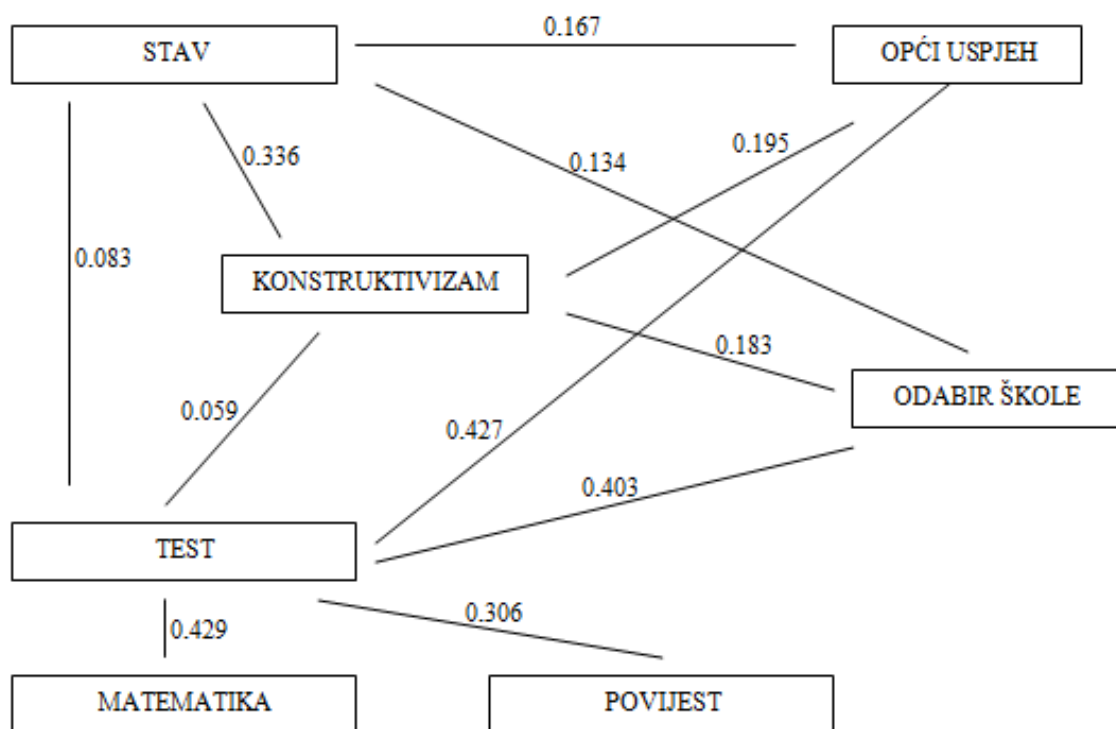 0.167
STAV
OPĆI USPJEH
0.195
0.134
0.336
0.083
KONSTRUKTIVIZAM
0.183
ODABIR ŠKOLE
0.059
0.427
0.403
TEST
0.306
0.429
MATEMATIKA
POVIJEST